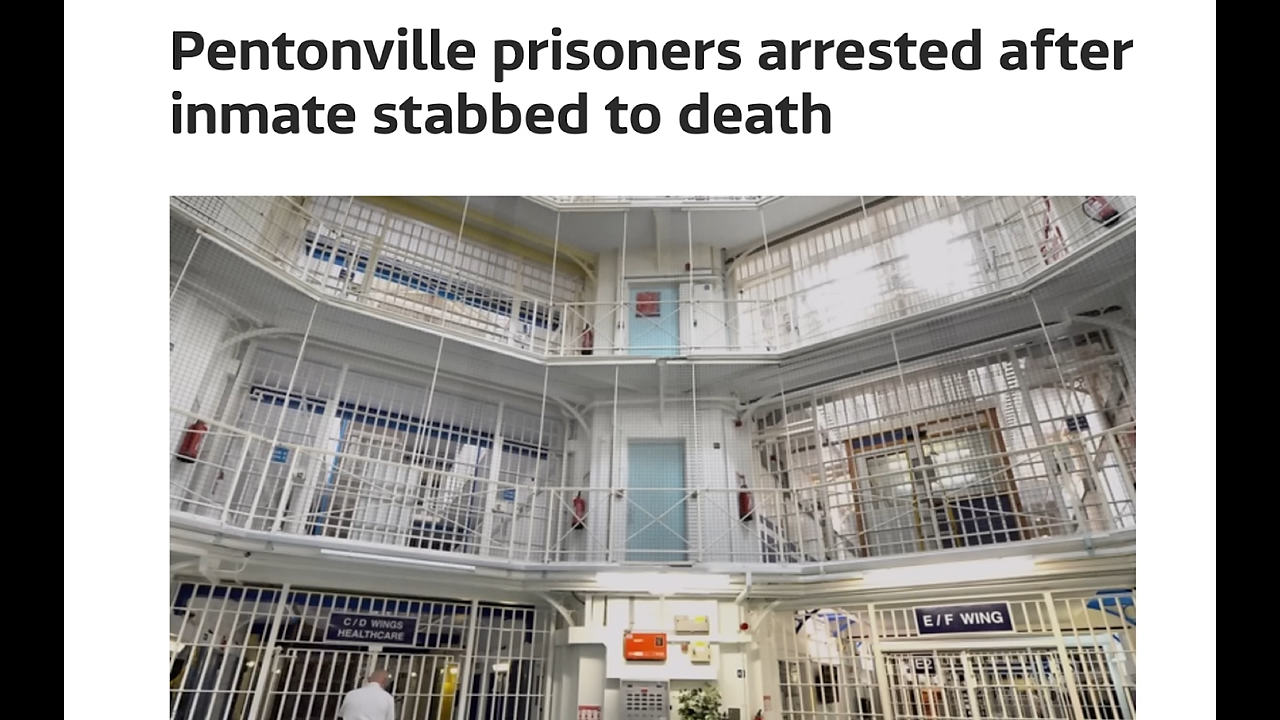 Pentonville prisoners arrested after
inmate stabbed to death
C / D WINGS
HEALTHCARE
E / F WING